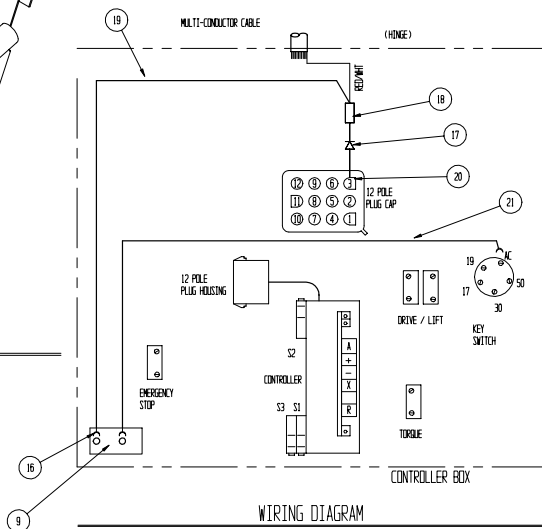 19
MULTI-CONDUCTOR CABLE
(HINGE)
RED/WHT
18
17
20
12 9 6 3
11 8 5 2
10 7 4 1
12 POLE
PLUG CAP
21
12 POLE
PLUG HOUSING
AC
19
50
17
30
KEY
SWITCH
DRIVE / LIFT
S2
CONTROLLER
A
+
-
X
R
S3 S1
EMERGENCY
STOP
TORQUE
16
9
CONTROLLER BOX
WIRING DIAGRAM